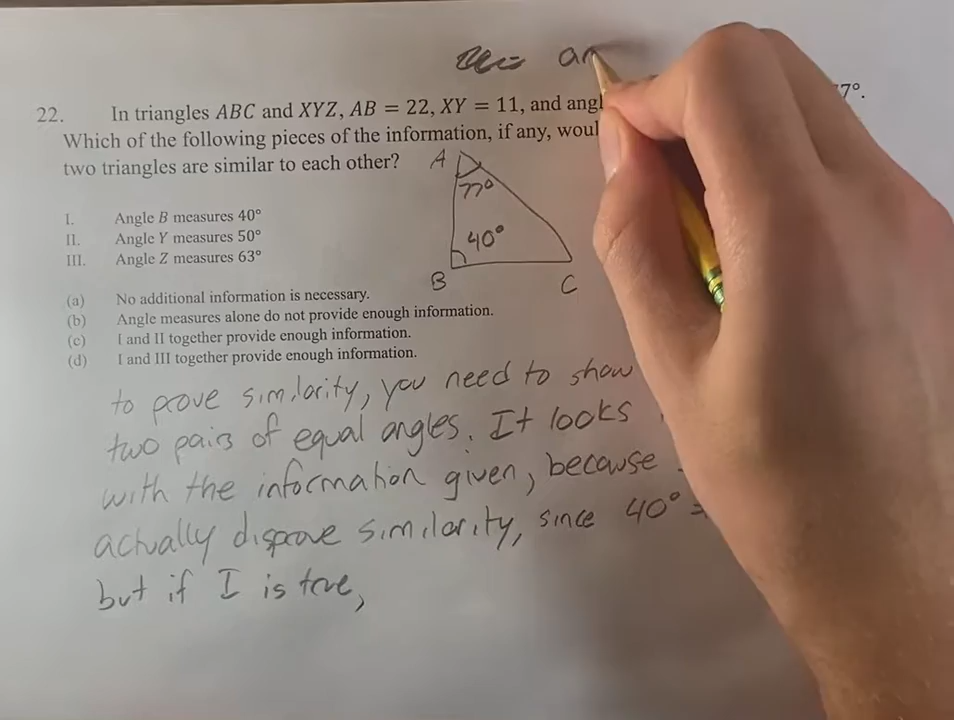 an
22. In triangles ABC and XYZ, AB = 22, XY = 11, and angl 7°.
Which of the following pieces of the information, if any, woul
two triangles are similar to each other?
A
77°
I. Angle B measures 40°
II. Angle Y measures 50°
III. Angle Z measures 63°
40°
B
C
(a) No additional information is necessary.
(b) Angle measures alone do not provide enough information.
(c) I and II together provide enough information.
(d) I and III together provide enough information.
to prove similarity, you need to show
two pairs of equal angles. It looks
with the information given, because
actually disprove similarity, since 40° =
but if I is true,